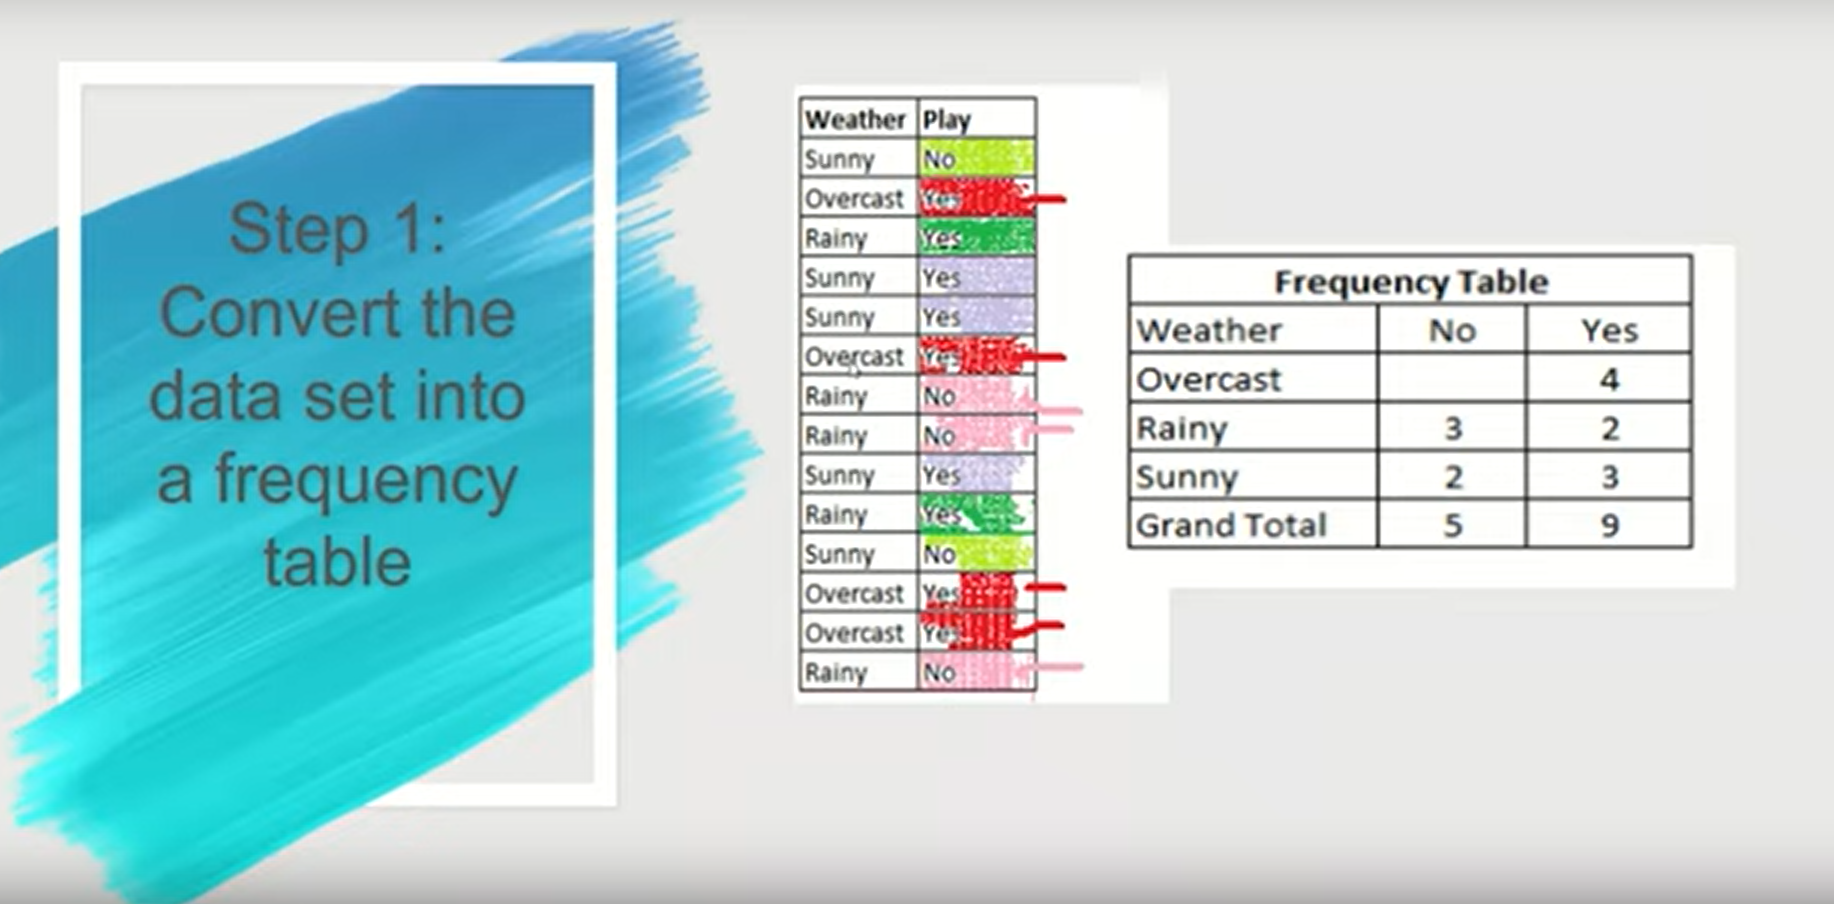 Step 1:
Convert the
data set into
a frequency
table
Weather Play
Sunny No
Overcast Yes
Rainy Yes
Sunny Yes
Sunny Yes
Overcast Yes
Rainy No
Rainy No
Sunny Yes
Rainy Yes
Sunny No
Overcast Yes
Overcast Yes
Rainy No
Frequency Table
Weather No Yes
Overcast 4
Rainy 3 2
Sunny 2 3
Grand Total 5 9